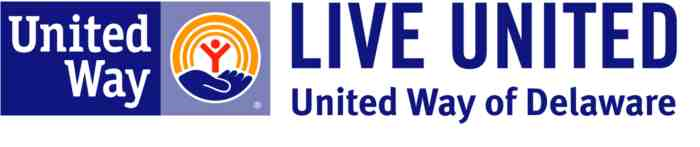 United
Way
®
LIVE UNITED
United Way of Delaware